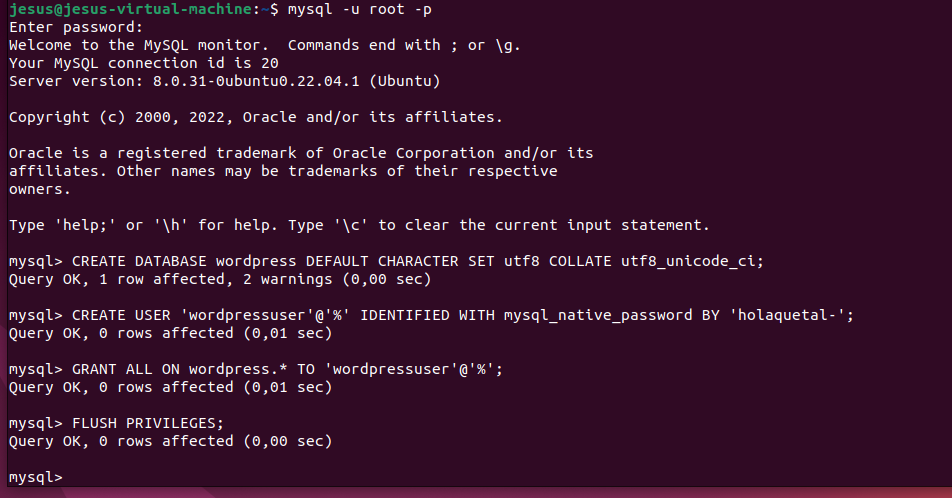 jesus@jesus-virtual-machine:~$ mysql -u root -p
Enter password:
Welcome to the MySQL monitor.  Commands end with ; or \g.
Your MySQL connection id is 20
Server version: 8.0.31-0ubuntu0.22.04.1 (Ubuntu)
Copyright (c) 2000, 2022, Oracle and/or its affiliates.
Oracle is a registered trademark of Oracle Corporation and/or its
affiliates. Other names may be trademarks of their respective
owners.
Type 'help;' or '\h' for help. Type '\c' to clear the current input statement.
mysql> CREATE DATABASE wordpress DEFAULT CHARACTER SET utf8 COLLATE utf8_unicode_ci;
Query OK, 1 row affected, 2 warnings (0,00 sec)
mysql> CREATE USER 'wordpressuser'@'%' IDENTIFIED WITH mysql_native_password BY 'holaquetal-';
Query OK, 0 rows affected (0,01 sec)
mysql> GRANT ALL ON wordpress.* TO 'wordpressuser'@'%';
Query OK, 0 rows affected (0,01 sec)
mysql> FLUSH PRIVILEGES;
Query OK, 0 rows affected (0,00 sec)
mysql>